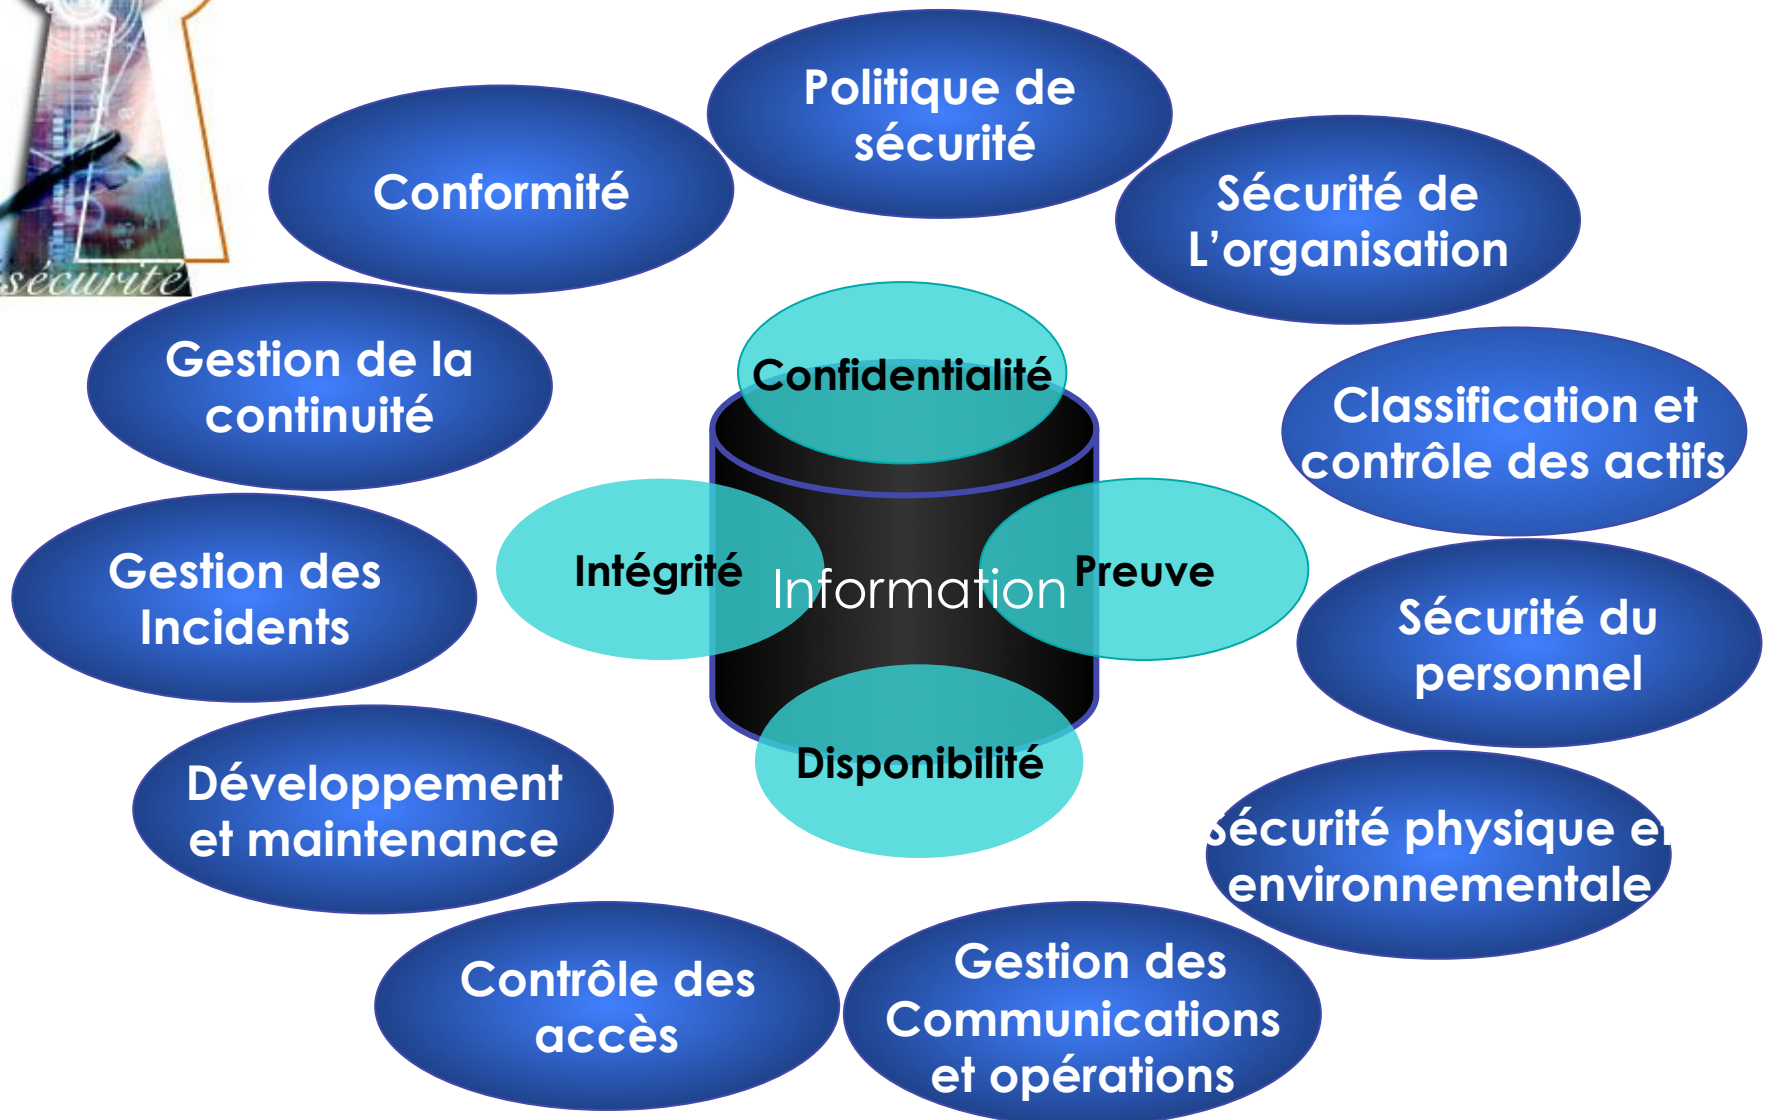 Politique de
sécurité
Conformité
Sécurité de
L’organisation
sécurité
Gestion de la
continuité
Confidentialité
Classification et
contrôle des actifs
Gestion des
Incidents
Intégrité
Information
Preuve
Sécurité du
personnel
Développement
et maintenance
Disponibilité
Sécurité physique et
environnementale
Contrôle des
accès
Gestion des
Communications
et opérations